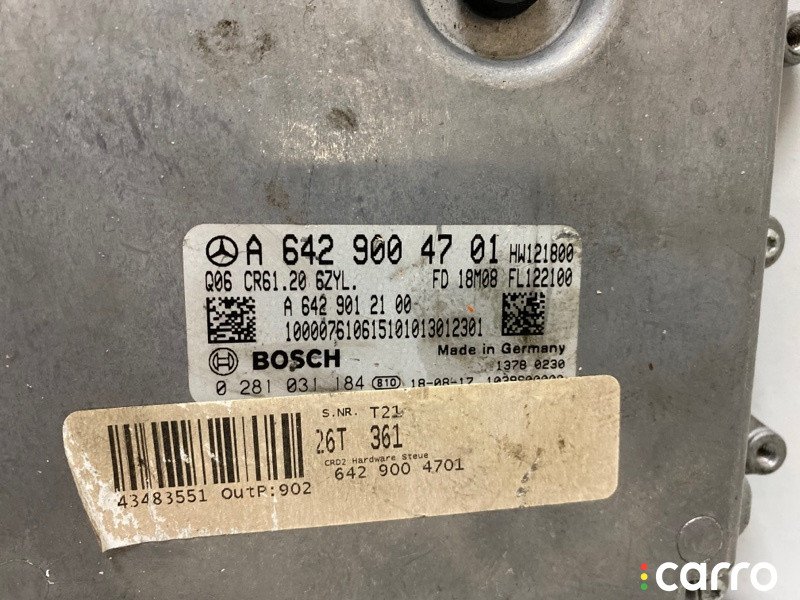 A 642 900 47 01 HW121800
Q06 CR61.20 6ZYL. FD 18M08 FL122100
A 642 901 21 00
100007610615101013012301
BOSCH Made in Germany
1378 0230
0 281 031 184 810 18-08-17
S.NR. T21
26T 361
CRD2 Hardware Steue
642 900 4701
43483551 OutP:902
carro